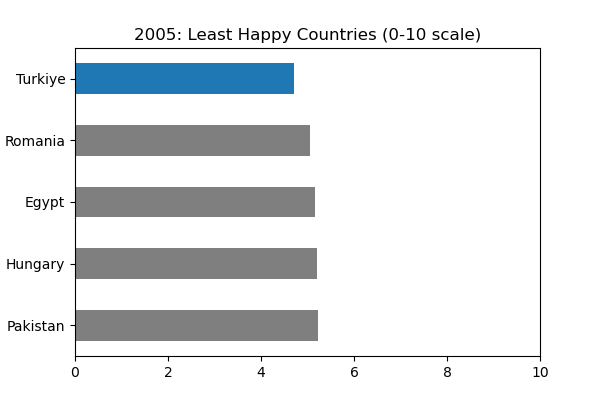 2005: Least Happy Countries (0-10 scale)
Turkiye
Romania
Egypt
Hungary
Pakistan
0 2 4 6 8 10